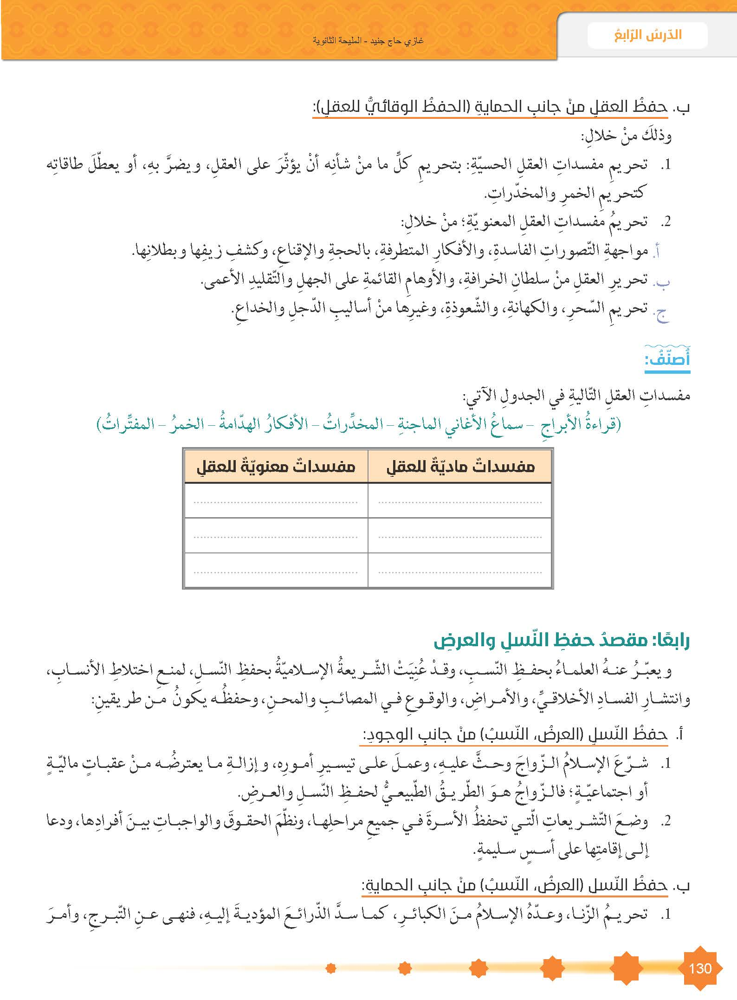 الدّرسُ الرّابعُ
غازي حاج جنيد - المليحة الثانوية
ب. حفظُ العقلِ منْ جانبِ الحمايةِ (الحفظُ الوقائيُّ للعقلِ):
وذلكَ منْ خلالِ:
1. تحريمِ مفسداتِ العقلِ الحسيّةِ: بتحريمِ كلِّ ما منْ شأنِه أنْ يؤثّرَ على العقلِ، ويضرَّ بهِ، أو يعطّلَ طاقاتِه
كتحريمِ الخمرِ والمخدّراتِ.
2. تحريمُ مفسداتِ العقلِ المعنويّةِ؛ منْ خلالِ:
أ. مواجهةِ التّصوراتِ الفاسدةِ، والأفكارِ المتطرفةِ، بالحجةِ والإقناعِ، وكشفِ زيفِها وبطلانِها.
ب. تحريرِ العقلِ منْ سلطانِ الخرافةِ، والأوهامِ القائمةِ على الجهلِ والتّقليدِ الأعمى.
ج. تحريمِ السّحرِ، والكهانةِ، والشّعوذةِ، وغيرِها منْ أساليبِ الدّجلِ والخداعِ.
أُصنّفُ:
مفسداتِ العقلِ التّاليةِ في الجدولِ الآتي:
(قراءةُ الأبراجِ – سماعُ الأغاني الماجنةِ – المخدِّراتُ – الأفكارُ الهدّامةُ – الخمرُ – المفتِّراتُ)
مفسداتٌ ماديّةٌ للعقلِ مفسداتٌ معنويّةٌ للعقلِ
رابعًا: مقصدُ حفظِ النّسلِ والعرضِ
ويعبّرُ عنهُ العلماءُ بحفظِ النّسبِ، وقدْ عُنِيَتْ الشّريعةُ الإسلاميّةُ بحفظِ النّسلِ، لمنعِ اختلاطِ الأنسابِ،
وانتشارِ الفسادِ الأخلاقيِّ، والأمراضِ، والوقوعِ في المصائبِ والمحنِ، وحفظُه يكونُ من طريقينِ:
أ. حفظُ النّسلِ (العرضُ، النّسبُ) منْ جانبِ الوجودِ:
1. شرّعَ الإسلامُ الزّواجَ وحثَّ عليهِ، وعملَ على تيسيرِ أمورِه، وإزالةِ ما يعترضُه منْ عقباتٍ ماليّةٍ
أو اجتماعيّةٍ؛ فالزّواجُ هوَ الطّريقُ الطّبيعيُّ لحفظِ النّسلِ والعرضِ.
2. وضعَ التّشريعاتِ الّتي تحفظُ الأسرةَ في جميعِ مراحلِها، ونظّمَ الحقوقَ والواجباتِ بينَ أفرادِها، ودعا
إلى إقامتِها على أسسٍ سليمةٍ.
ب. حفظُ النّسل (العرضُ، النّسبُ) منْ جانبِ الحمايةِ:
1. تحريمُ الزّنا، وعدّهُ الإسلامُ منَ الكبائرِ، كما سدَّ الذّرائعَ المؤديةَ إليهِ، فنهى عنِ التّبرجِ، وأمرَ
130